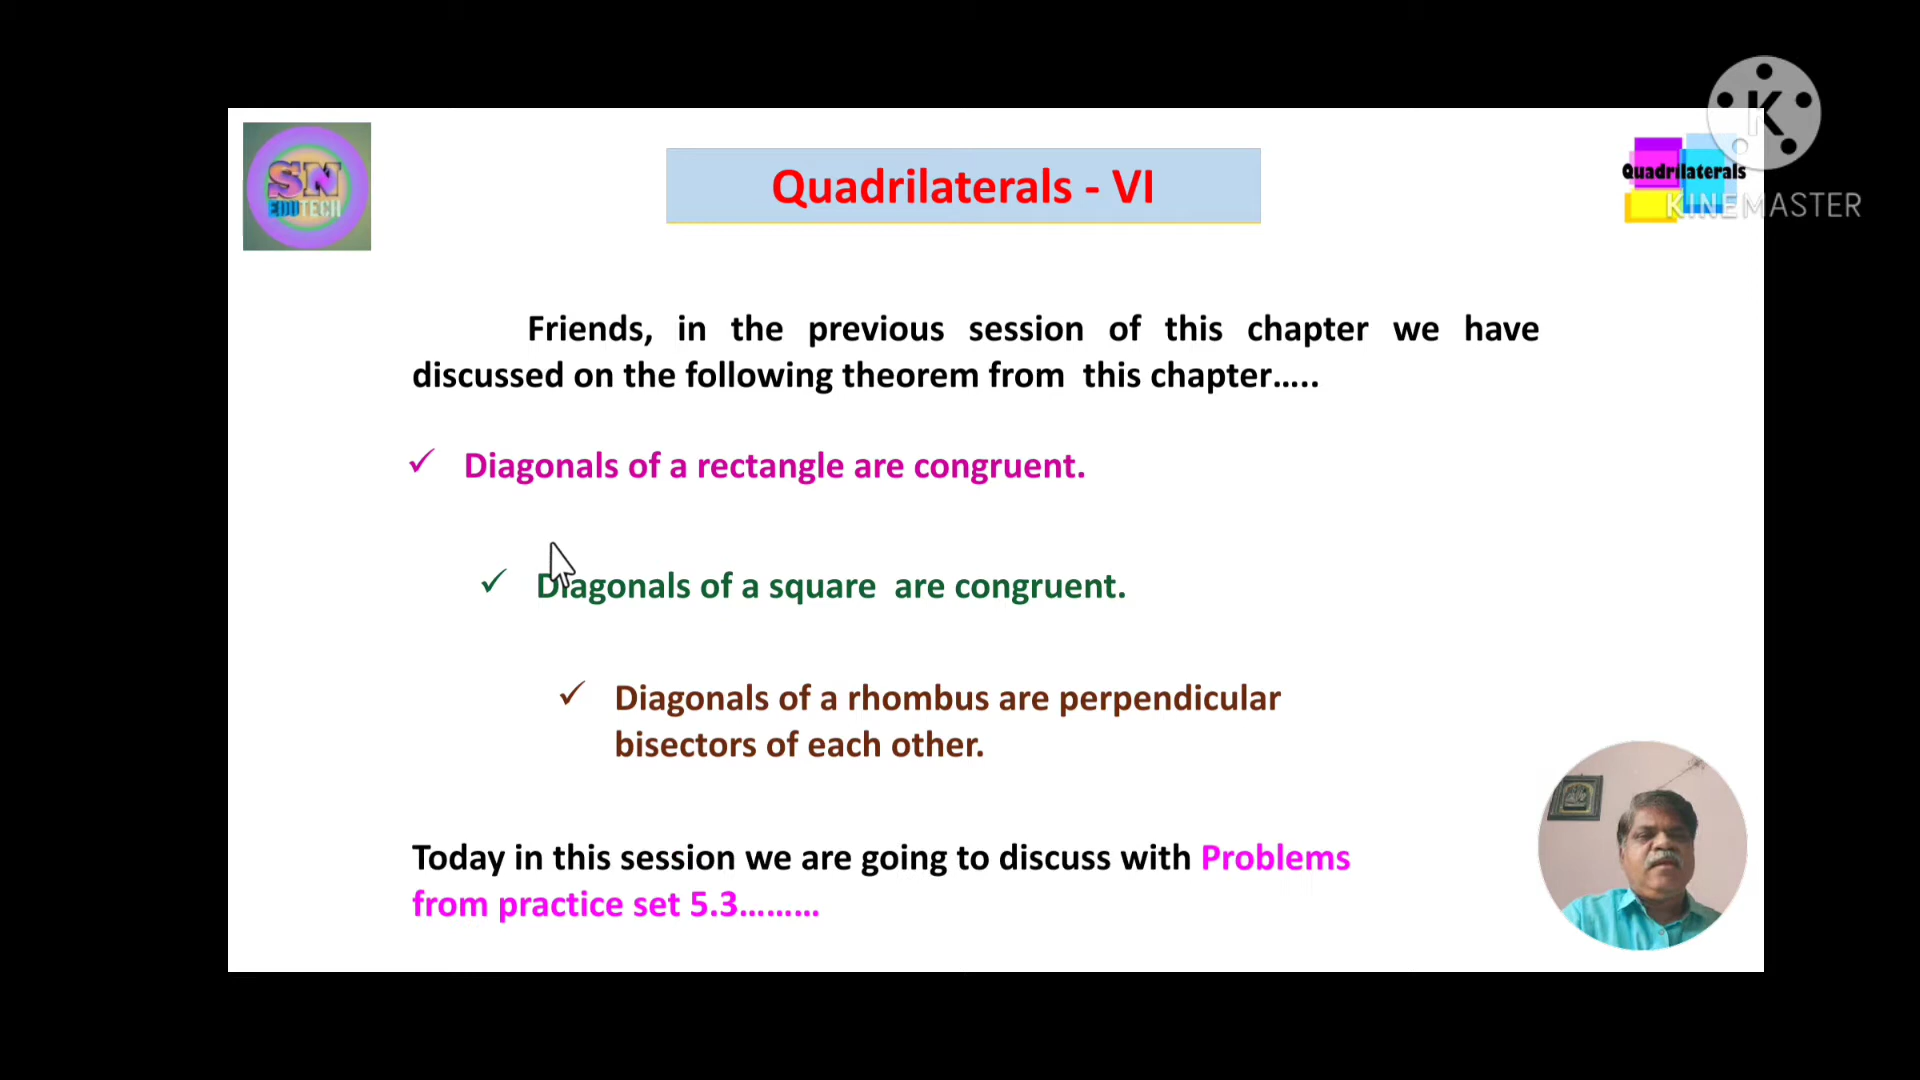 SN
EDUTECH
Quadrilaterals - VI
K
Quadrilaterals
KINEMASTER
Friends, in the previous session of this chapter we have
discussed on the following theorem from this chapter…..
✓ Diagonals of a rectangle are congruent.
✓ Diagonals of a square are congruent.
✓ Diagonals of a rhombus are perpendicular
bisectors of each other.
Today in this session we are going to discuss with Problems
from practice set 5.3………